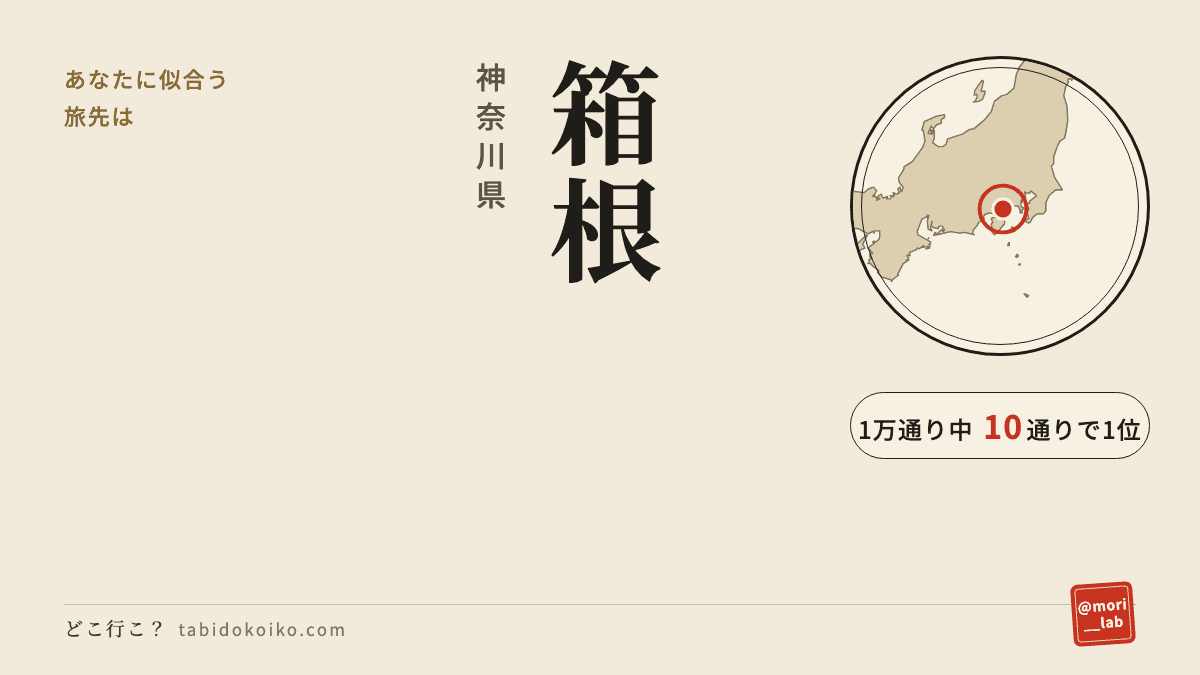 あなたに似合う
旅先は
箱根
神奈川県
1万通り中 10通りで1位
どこ行こ？ tabidokoiko.com
@mori
__lab